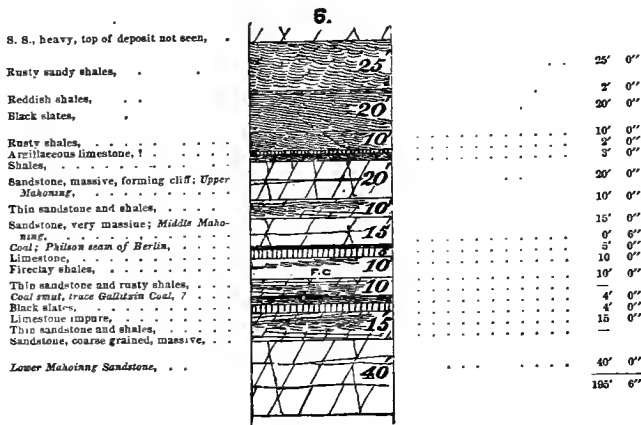 6.
S. S., heavy, top of deposit not seen, .
Rusty sandy shales, . . 25' 25' 0"
2' 0"
Reddish shales, . . 20' 20' 0"
Black slates, .
Rusty shales, . . . . . . . 10' 10' 0"
Argillaceous limestone, ? . . . . 2' 0"
Shales, . . . . . . . 3' 0"
Sandstone, massive, forming cliff; Upper 20' 20' 0"
Mahoning, . . . . . . 10' 0"
Thin sandstone and shales, . . . . 10'
Sandstone, very massive; Middle Maho- 15' 0"
ning, . . . . . . . 15 0' 6"
Coal; Philson seam of Berlin, . . . 5' 0"
Limestone, . . . . . . 10 0"
Fireclay shales, . . . . . F.C 10' 10' 0"
Thin sandstone and rusty shales, . . 10 —
Coal smut, trace Gallitzin Coal, ? . . 4' 0"
Black slates, . . . . . . 4' 0"
Limestone impure, . . . . . 15 0"
Thin sandstone and shales, . . . . 15' —
Sandstone, coarse grained, massive, . .
Lower Mahoinng Sandstone, . . 40' 40' 0"
195' 6"